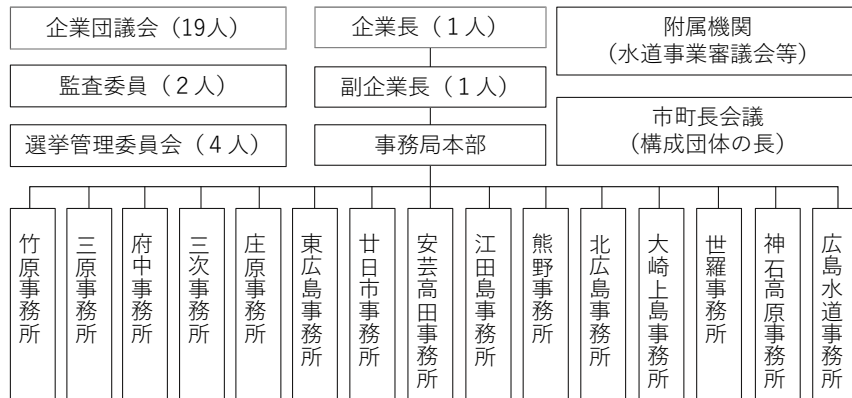 企業団議会（19人）
企業長（１人）
附属機関
（水道事業審議会等）
監査委員（２人）
副企業長（１人）
選挙管理委員会（４人）
事務局本部
市町長会議
（構成団体の長）
竹原事務所
三原事務所
府中事務所
三次事務所
庄原事務所
東広島事務所
廿日市事務所
安芸高田事務所
江田島事務所
熊野事務所
北広島事務所
大崎上島事務所
世羅事務所
神石高原事務所
広島水道事務所